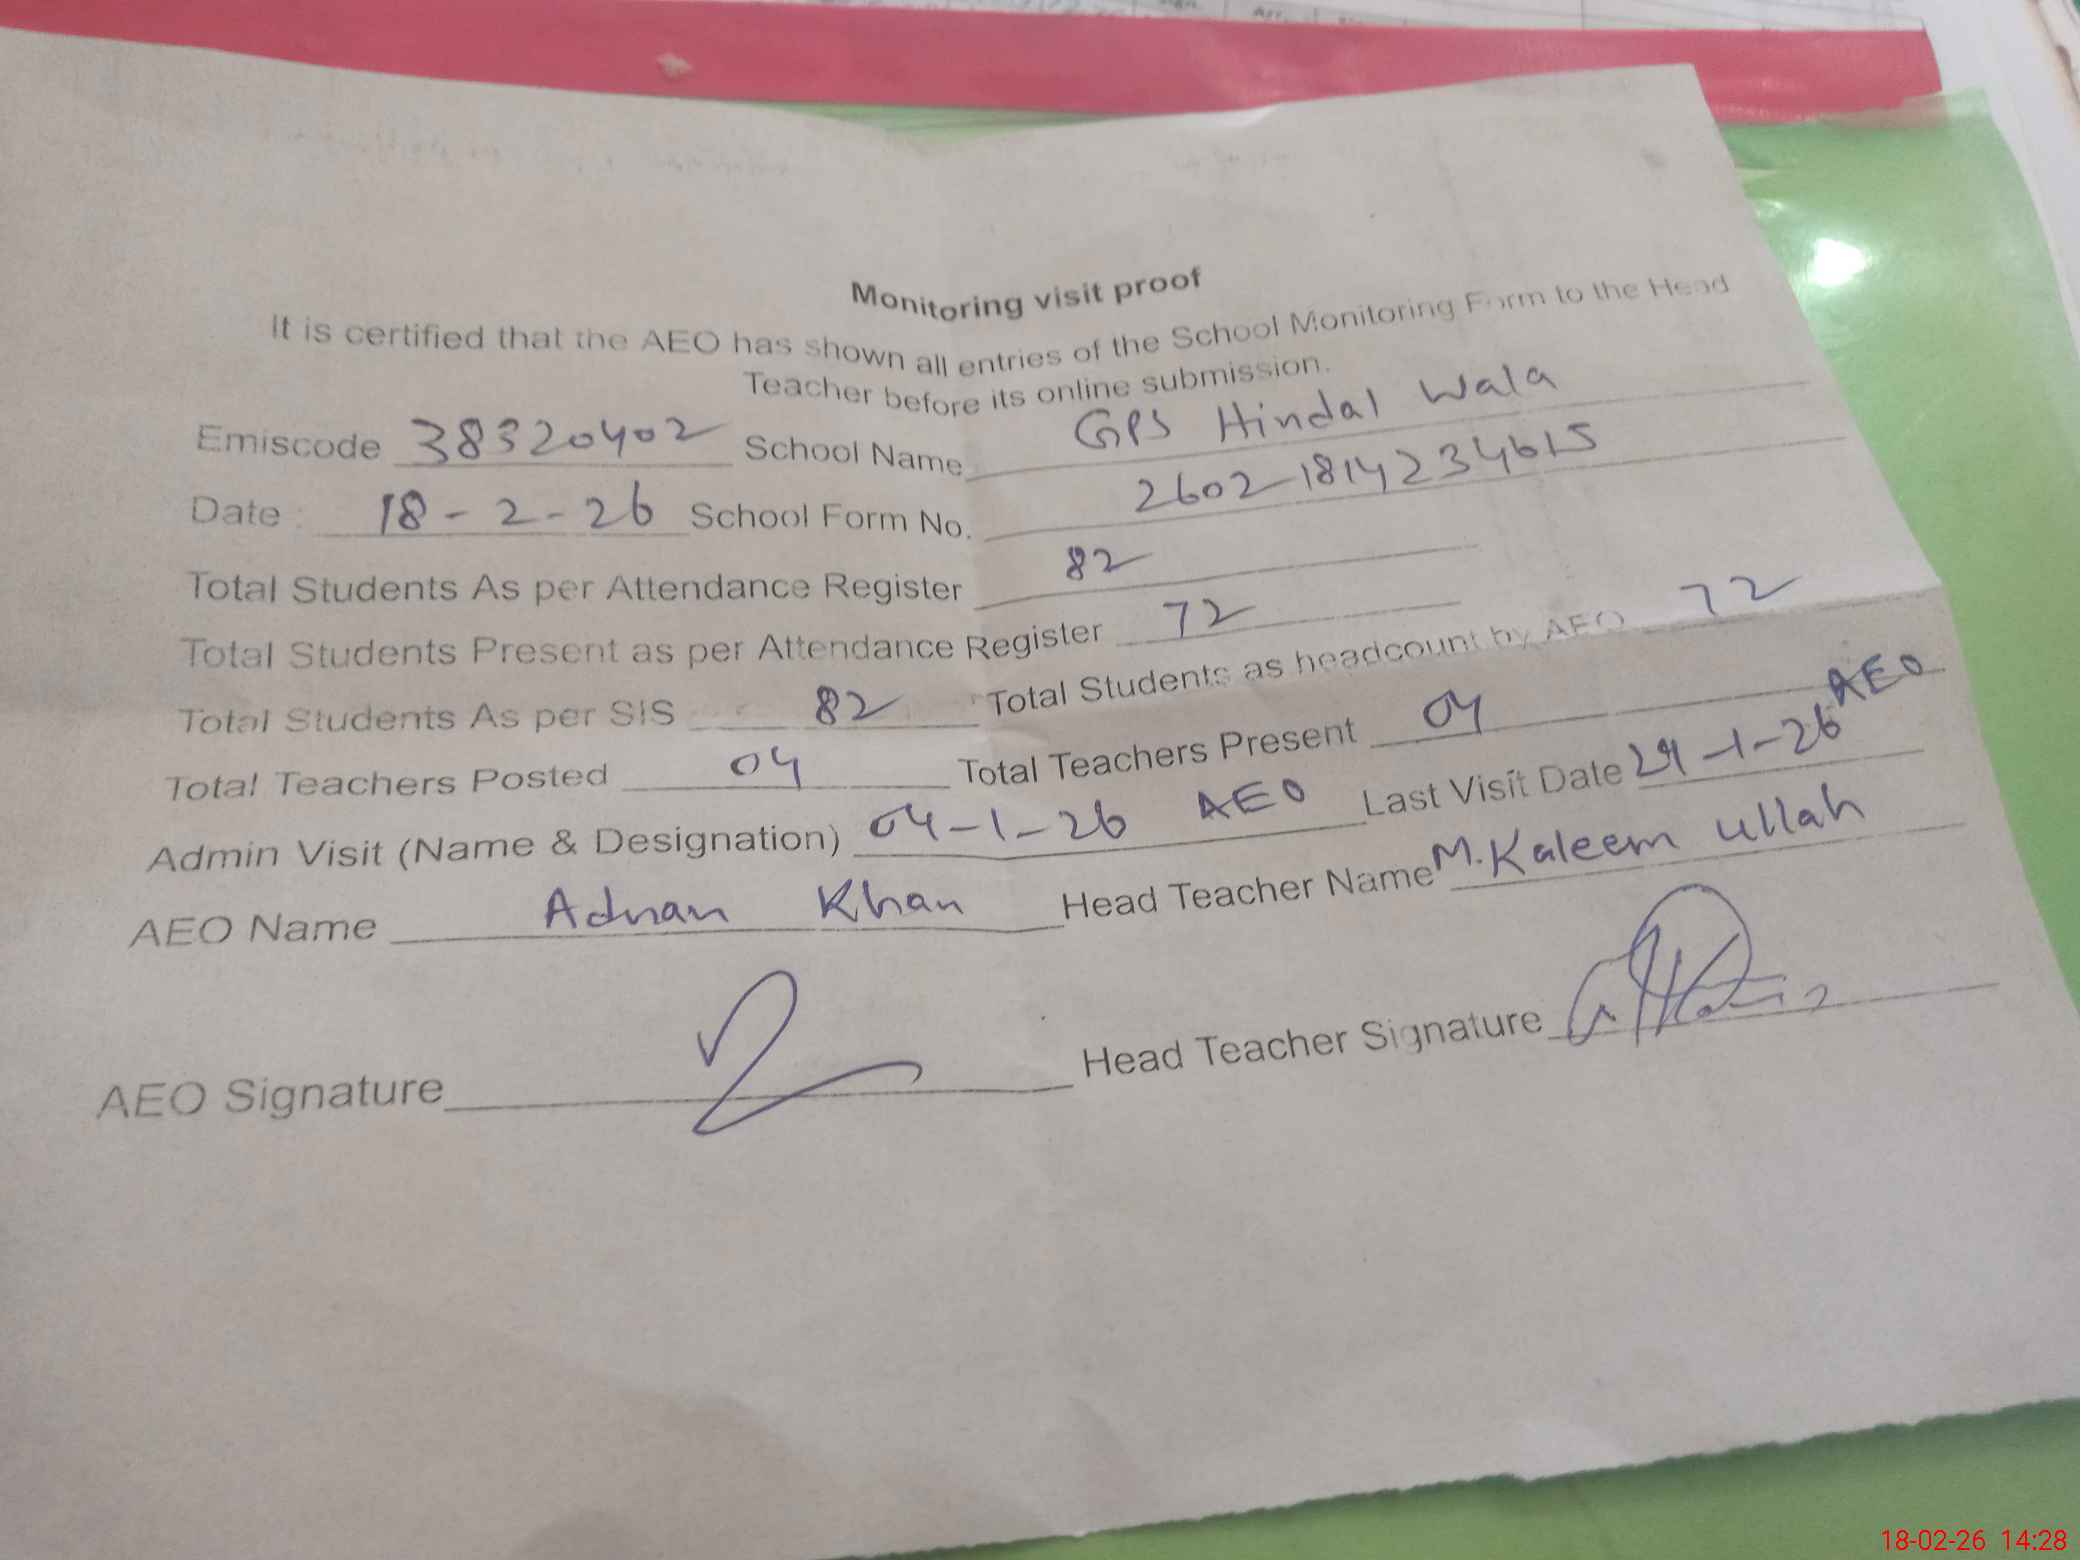 Monitoring visit proof
It is certified that the AEO has shown all entries of the School Monitoring Form to the Head
Teacher before its online submission.
Emiscode 38320402 School Name GPS Hindal Wala
Date : 18-2-26 School Form No. 2602-1814234615
Total Students As per Attendance Register 82
Total Students Present as per Attendance Register 72
Total Students As per SIS 82 Total Students as headcount by AEO 72
Total Teachers Posted 04 Total Teachers Present 04
Admin Visit (Name & Designation) 04-1-26 AEO Last Visit Date -1-26 AEO
AEO Name Adnan Khan Head Teacher Name M. Kaleem ullah
AEO Signature Head Teacher Signature
18-02-26 14:28